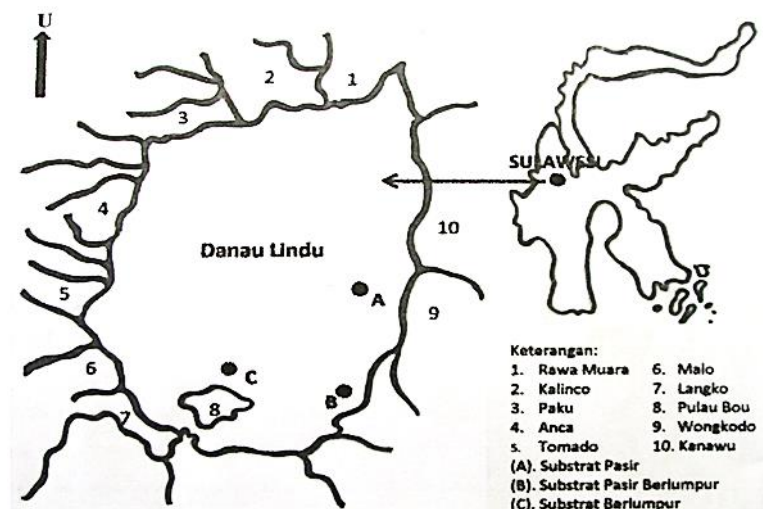 U
2
1
3
SULAWESI
4
10
Danau Lindu
A
5
9
6
C
B
8
7
Keterangan:
1. Rawa Muara 6. Malo
2. Kalinco 7. Langko
3. Paku 8. Pulau Bou
4. Anca 9. Wongkodo
5. Tomado 10. Kanawu
(A). Substrat Pasir
(B). Substrat Pasir Berlumpur
(C). Substrat Berlumpur